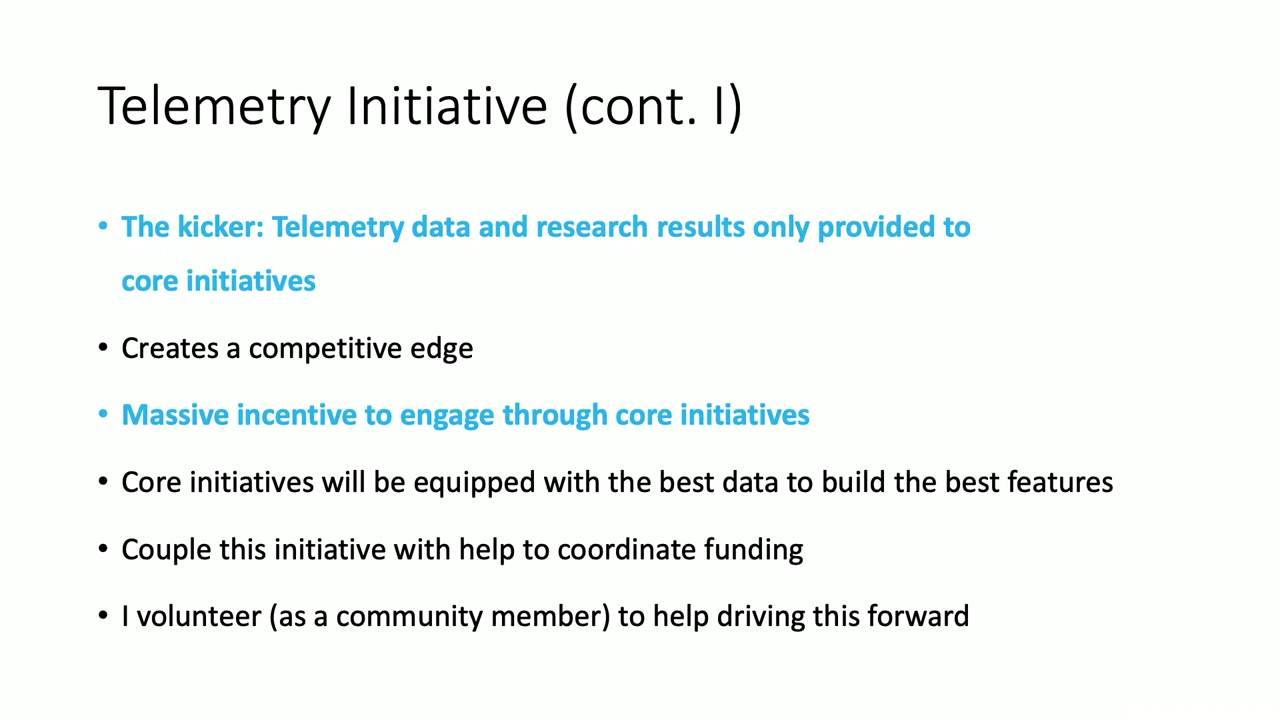 Telemetry Initiative (cont. I)
• The kicker: Telemetry data and research results only provided to
core initiatives
• Creates a competitive edge
• Massive incentive to engage through core initiatives
• Core initiatives will be equipped with the best data to build the best features
• Couple this initiative with help to coordinate funding
• I volunteer (as a community member) to help driving this forward